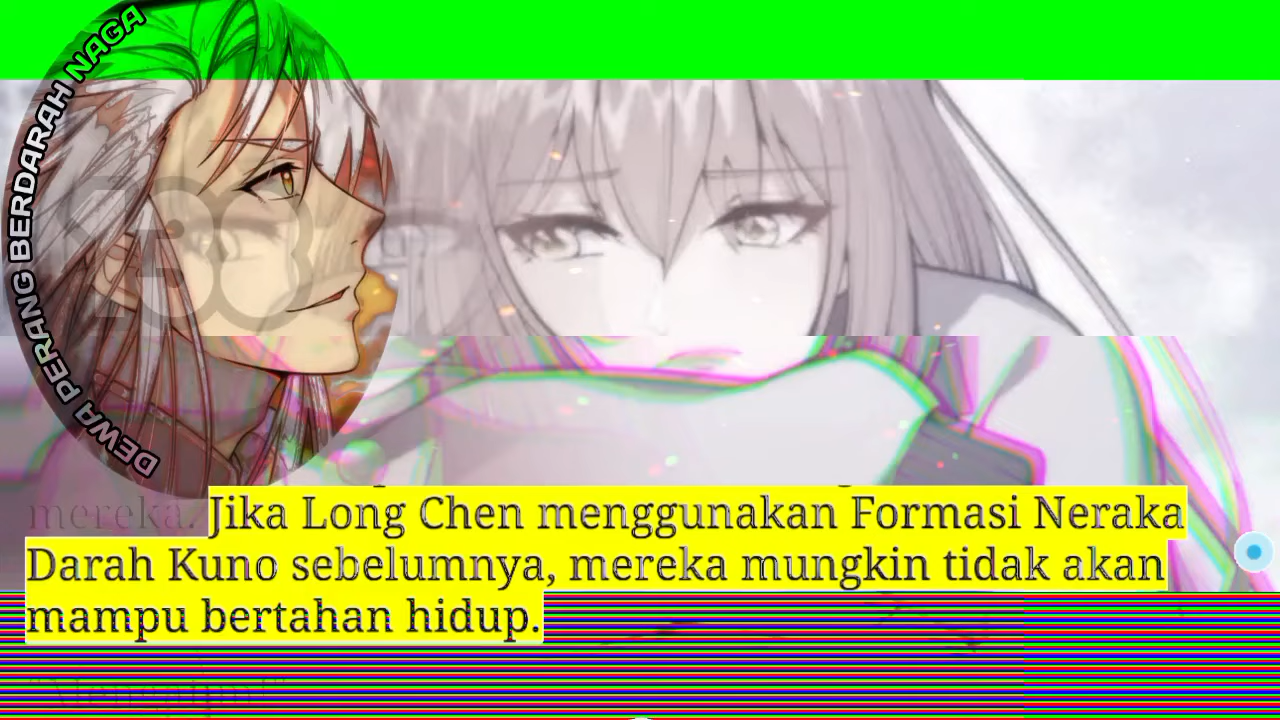 DEWA PERANG BERDARAH NAGA
mereka. Jika Long Chen menggunakan Formasi Neraka
Darah Kuno sebelumnya, mereka mungkin tidak akan
mampu bertahan hidup.